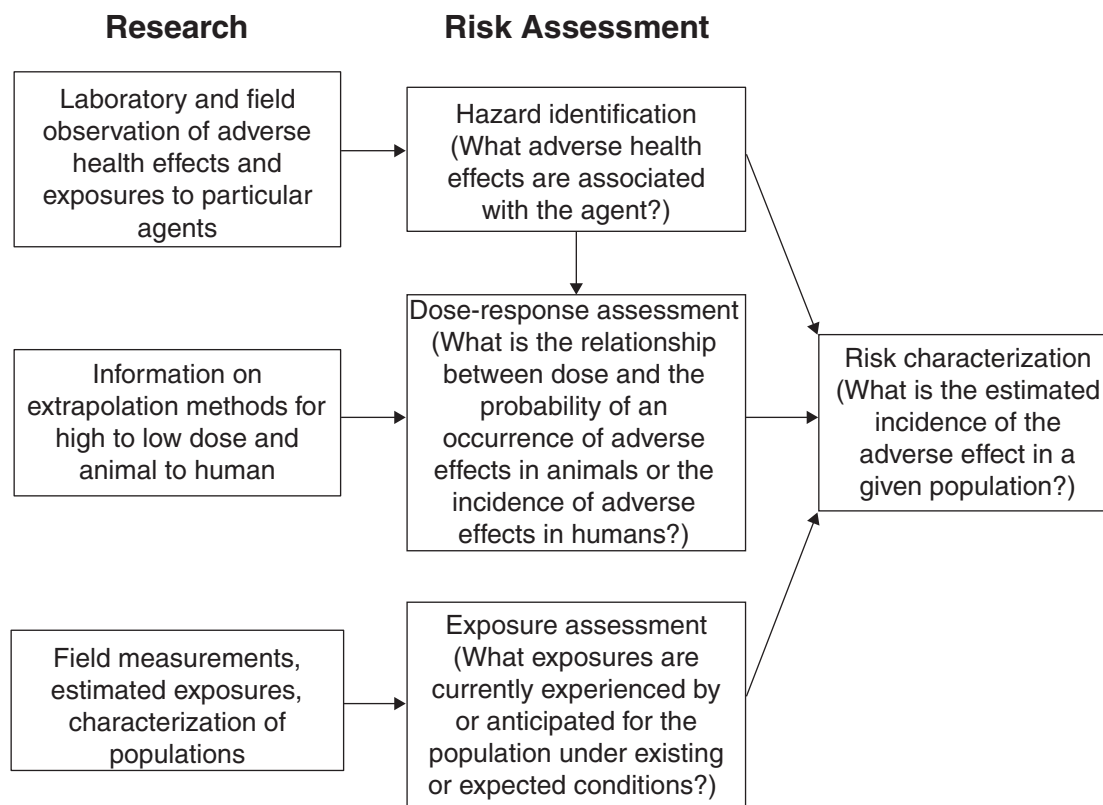 Research
Risk Assessment
Laboratory and field
observation of adverse
health effects and
exposures to particular
agents
Hazard identification
(What adverse health
effects are associated
with the agent?)
Information on
extrapolation methods for
high to low dose and
animal to human
Dose-response assessment
(What is the relationship
between dose and the
probability of an
occurrence of adverse
effects in animals or the
incidence of adverse
effects in humans?)
Risk characterization
(What is the estimated
incidence of the
adverse effect in a
given population?)
Field measurements,
estimated exposures,
characterization of
populations
Exposure assessment
(What exposures are
currently experienced by
or anticipated for the
population under existing
or expected conditions?)